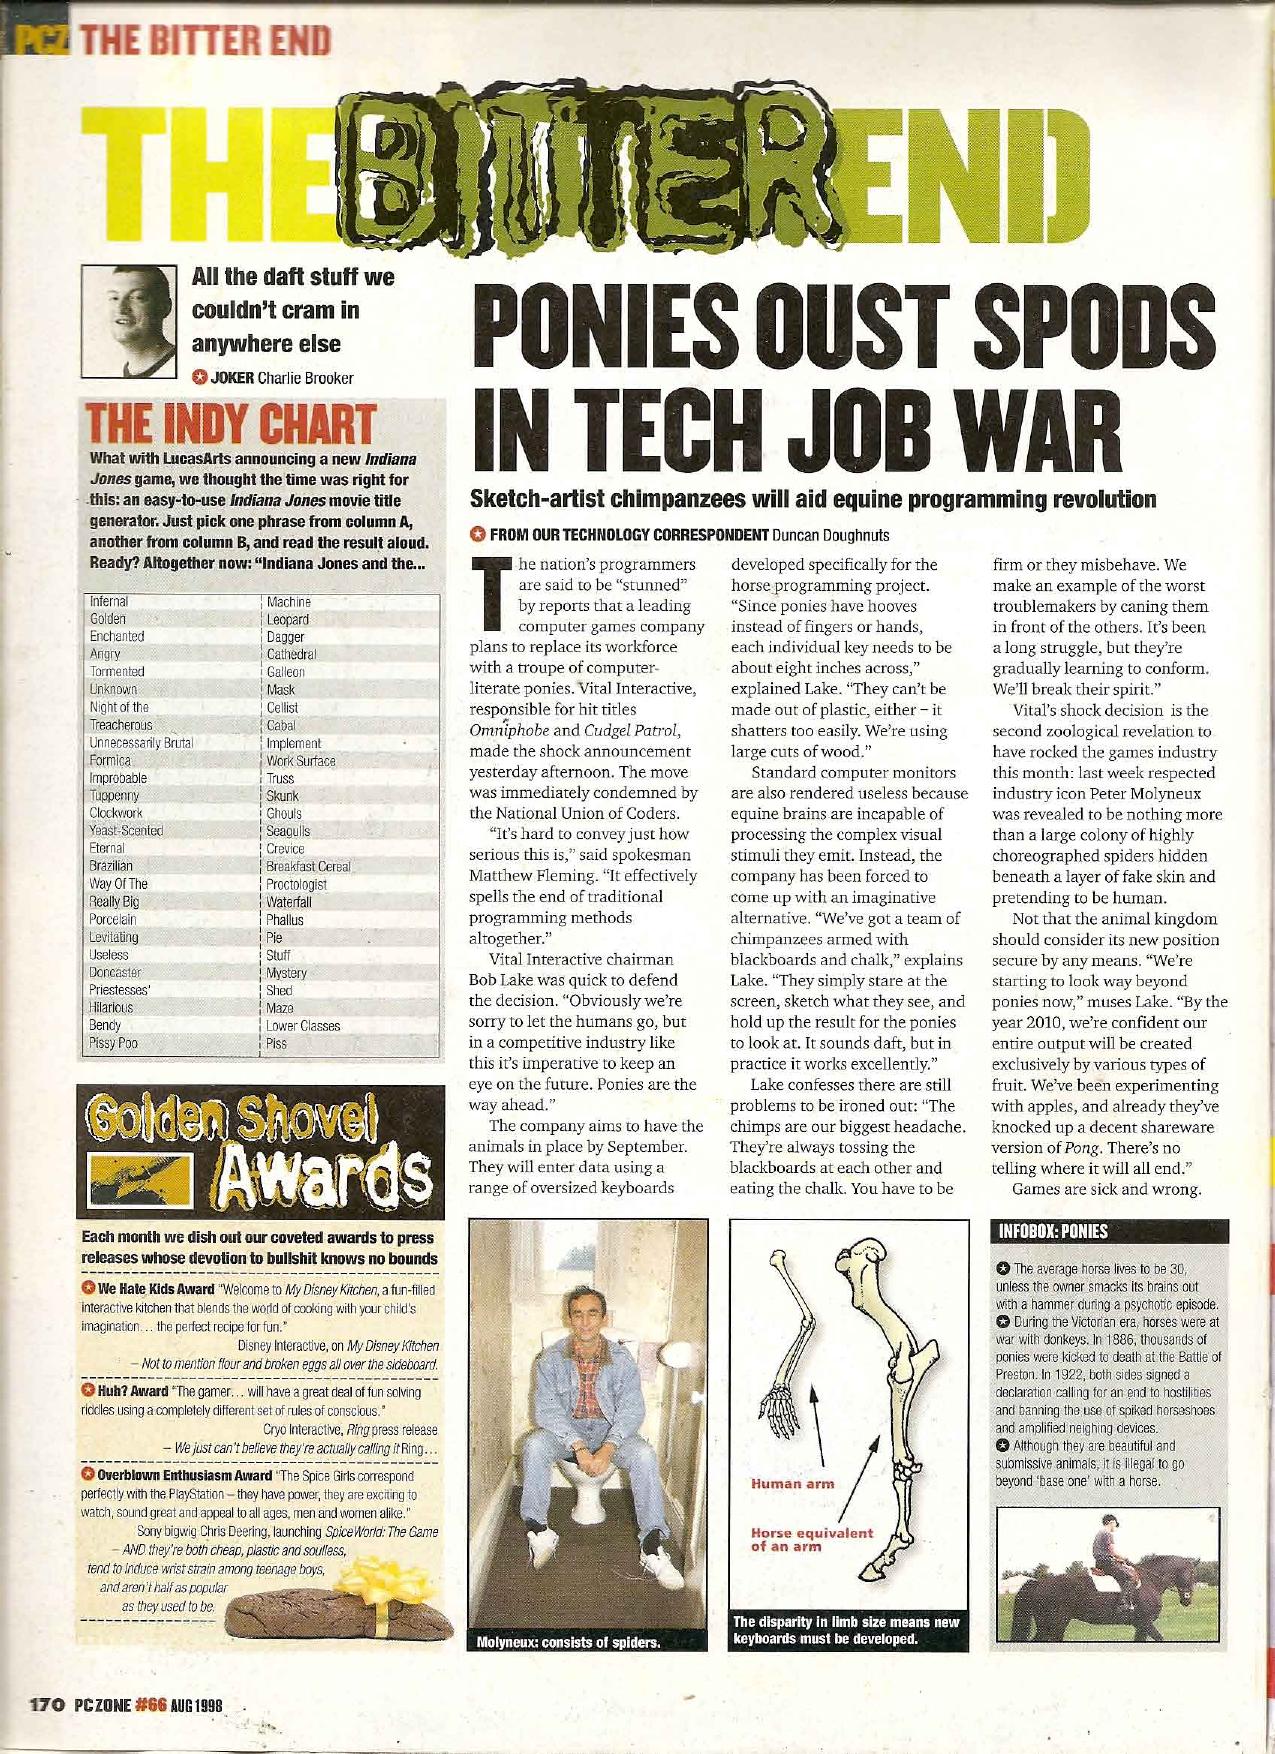 PCZ THE BITTER END
THE BITTER END
All the daft stuff we
couldn't cram in
anywhere else
JOKER Charlie Brooker
THE INDY CHART
What with LucasArts announcing a new Indiana
Jones game, we thought the time was right for
this: an easy-to-use Indiana Jones movie title
generator. Just pick one phrase from column A,
another from column B, and read the result aloud.
Ready? Altogether now: "Indiana Jones and the...
Infernal Machine
Golden Leopard
Enchanted Dagger
Angry Cathedral
Tormented Galleon
Unknown Mask
Night of the Cellist
Treacherous Cabal
Unnecessarily Brutal Implement
Formica Work Surface
Improbable Truss
Tuppenny Skunk
Clockwork Ghouls
Yeast-Scented Seagulls
Eternal Crevice
Brazilian Breakfast Cereal
Way Of The Proctologist
Really Big Waterfall
Porcelain Phallus
Levitating Pie
Useless Stuff
Doncaster Mystery
Priestesses' Shed
Hilarious Maze
Bendy Lower Classes
Pissy Poo Piss
Golden Shovel
Awards
Each month we dish out our coveted awards to press
releases whose devotion to bullshit knows no bounds
We Hate Kids Award "Welcome to My Disney Kitchen, a fun-filled
interactive kitchen that blends the world of cooking with your child's
imagination... the perfect recipe for fun."
Disney Interactive, on My Disney Kitchen
– Not to mention flour and broken eggs all over the sideboard.
Huh? Award "The gamer... will have a great deal of fun solving
riddles using a completely different set of rules of conscious."
Cryo Interactive, Ring press release
– We just can't believe they're actually calling it Ring...
Overblown Enthusiasm Award "The Spice Girls correspond
perfectly with the PlayStation – they have power, they are exciting to
watch, sound great and appeal to all ages, men and women alike."
Sony bigwig Chris Deering, launching Spice World: The Game
– AND they're both cheap, plastic and soulless,
tend to induce wrist strain among teenage boys,
and aren't half as popular
as they used to be.
PONIES OUST SPODS
IN TECH JOB WAR
Sketch-artist chimpanzees will aid equine programming revolution
FROM OUR TECHNOLOGY CORRESPONDENT Duncan Doughnuts
The nation's programmers
are said to be "stunned"
by reports that a leading
computer games company
plans to replace its workforce
with a troupe of computer-
literate ponies. Vital Interactive,
responsible for hit titles
Omniphobe and Cudgel Patrol,
made the shock announcement
yesterday afternoon. The move
was immediately condemned by
the National Union of Coders.
"It's hard to convey just how
serious this is," said spokesman
Matthew Fleming. "It effectively
spells the end of traditional
programming methods
altogether."
Vital Interactive chairman
Bob Lake was quick to defend
the decision. "Obviously we're
sorry to let the humans go, but
in a competitive industry like
this it's imperative to keep an
eye on the future. Ponies are the
way ahead."
The company aims to have the
animals in place by September.
They will enter data using a
range of oversized keyboards
developed specifically for the
horse programming project.
"Since ponies have hooves
instead of fingers or hands,
each individual key needs to be
about eight inches across,"
explained Lake. "They can't be
made out of plastic, either – it
shatters too easily. We're using
large cuts of wood."
Standard computer monitors
are also rendered useless because
equine brains are incapable of
processing the complex visual
stimuli they emit. Instead, the
company has been forced to
come up with an imaginative
alternative. "We've got a team of
chimpanzees armed with
blackboards and chalk," explains
Lake. "They simply stare at the
screen, sketch what they see, and
hold up the result for the ponies
to look at. It sounds daft, but in
practice it works excellently."
Lake confesses there are still
problems to be ironed out: "The
chimps are our biggest headache.
They're always tossing the
blackboards at each other and
eating the chalk. You have to be
firm or they misbehave. We
make an example of the worst
troublemakers by caning them
in front of the others. It's been
a long struggle, but they're
gradually learning to conform.
We'll break their spirit."
Vital's shock decision is the
second zoological revelation to
have rocked the games industry
this month: last week respected
industry icon Peter Molyneux
was revealed to be nothing more
than a large colony of highly
choreographed spiders hidden
beneath a layer of fake skin and
pretending to be human.
Not that the animal kingdom
should consider its new position
secure by any means. "We're
starting to look way beyond
ponies now," muses Lake. "By the
year 2010, we're confident our
entire output will be created
exclusively by various types of
fruit. We've been experimenting
with apples, and already they've
knocked up a decent shareware
version of Pong. There's no
telling where it will all end."
Games are sick and wrong.
Molyneux: consists of spiders.
Human arm
Horse equivalent
of an arm
The disparity in limb size means new
keyboards must be developed.
INFOBOX: PONIES
The average horse lives to be 30,
unless the owner smacks its brains out
with a hammer during a psychotic episode.
During the Victorian era, horses were at
war with donkeys. In 1886, thousands of
ponies were kicked to death at the Battle of
Preston. In 1922, both sides signed a
declaration calling for an end to hostilities
and banning the use of spiked horseshoes
and amplified neighing devices.
Although they are beautiful and
submissive animals, it is illegal to go
beyond 'base one' with a horse.
170 PC ZONE #66 AUG 1998